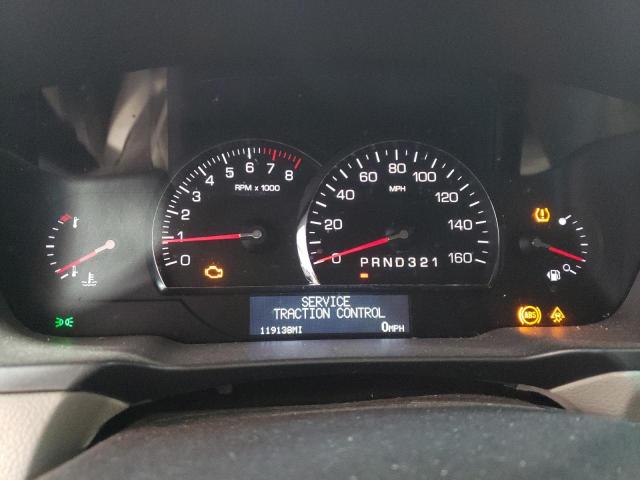 0 1 2 3 4 5 6 7 8
RPM x 1000
0 20 40 60 80 100 120 140 160
MPH
PRND321
ABS
SERVICE
TRACTION CONTROL
119138MI 0MPH